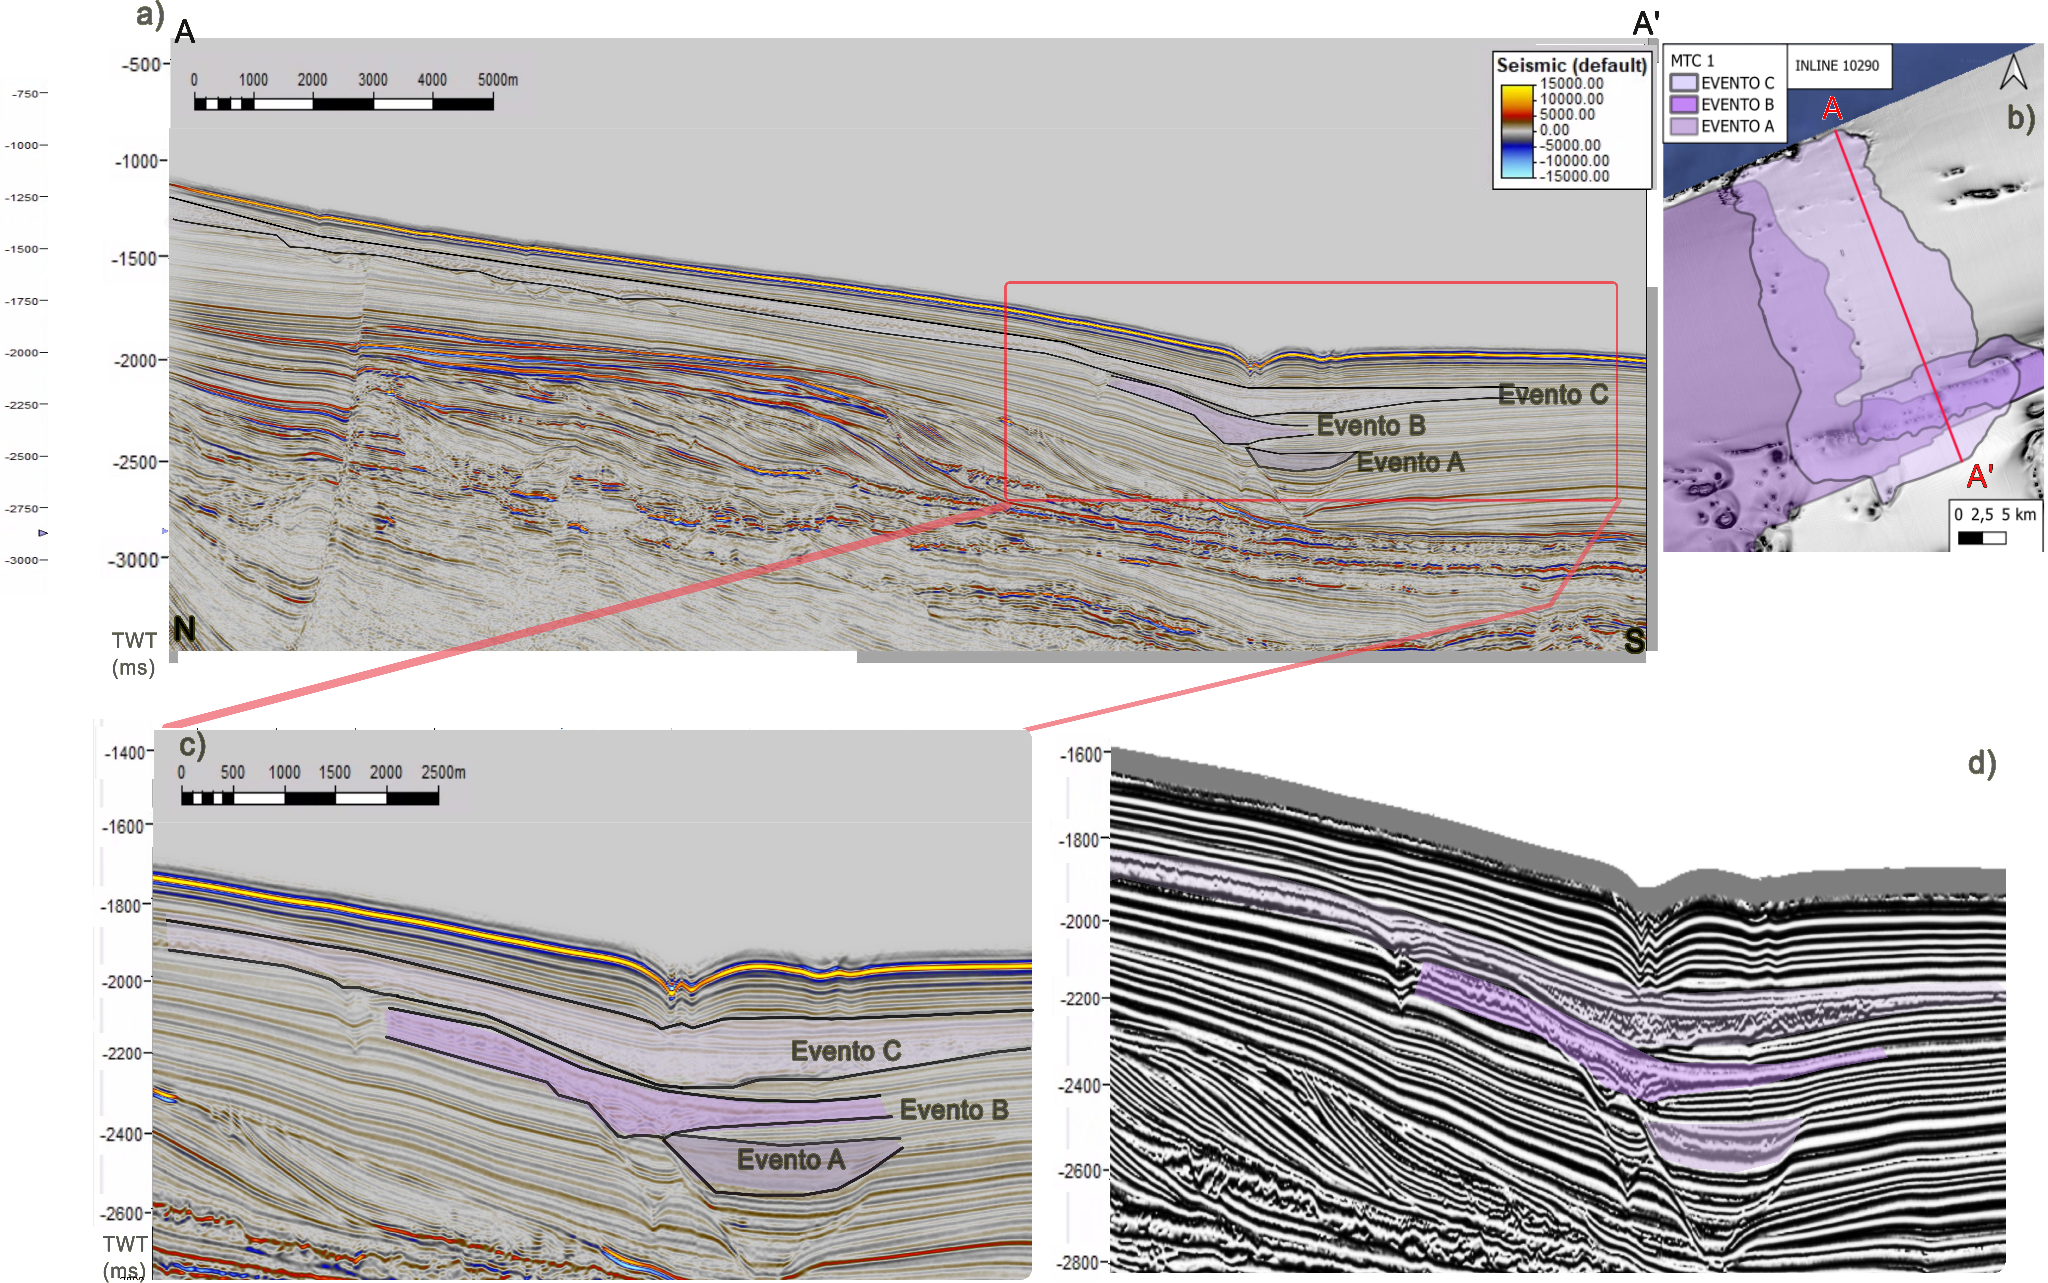 a)
A
A'
-500
-1000
-1500
-2000
-2500
-3000
TWT
(ms)
-750
-1000
-1250
-1500
-1750
-2000
-2250
-2500
-2750
-3000
0 1000 2000 3000 4000 5000m
Seismic (default)
15000.00
10000.00
5000.00
0.00
-5000.00
-10000.00
-15000.00
Evento C
Evento B
Evento A
N
S
MTC 1
EVENTO C
EVENTO B
EVENTO A
INLINE 10290
b)
A
A'
0 2,5 5 km
c)
0 500 1000 1500 2000 2500m
-1400
-1600
-1800
-2000
-2200
-2400
-2600
TWT
(ms)
Evento C
Evento B
Evento A
d)
-1600
-1800
-2000
-2200
-2400
-2600
-2800